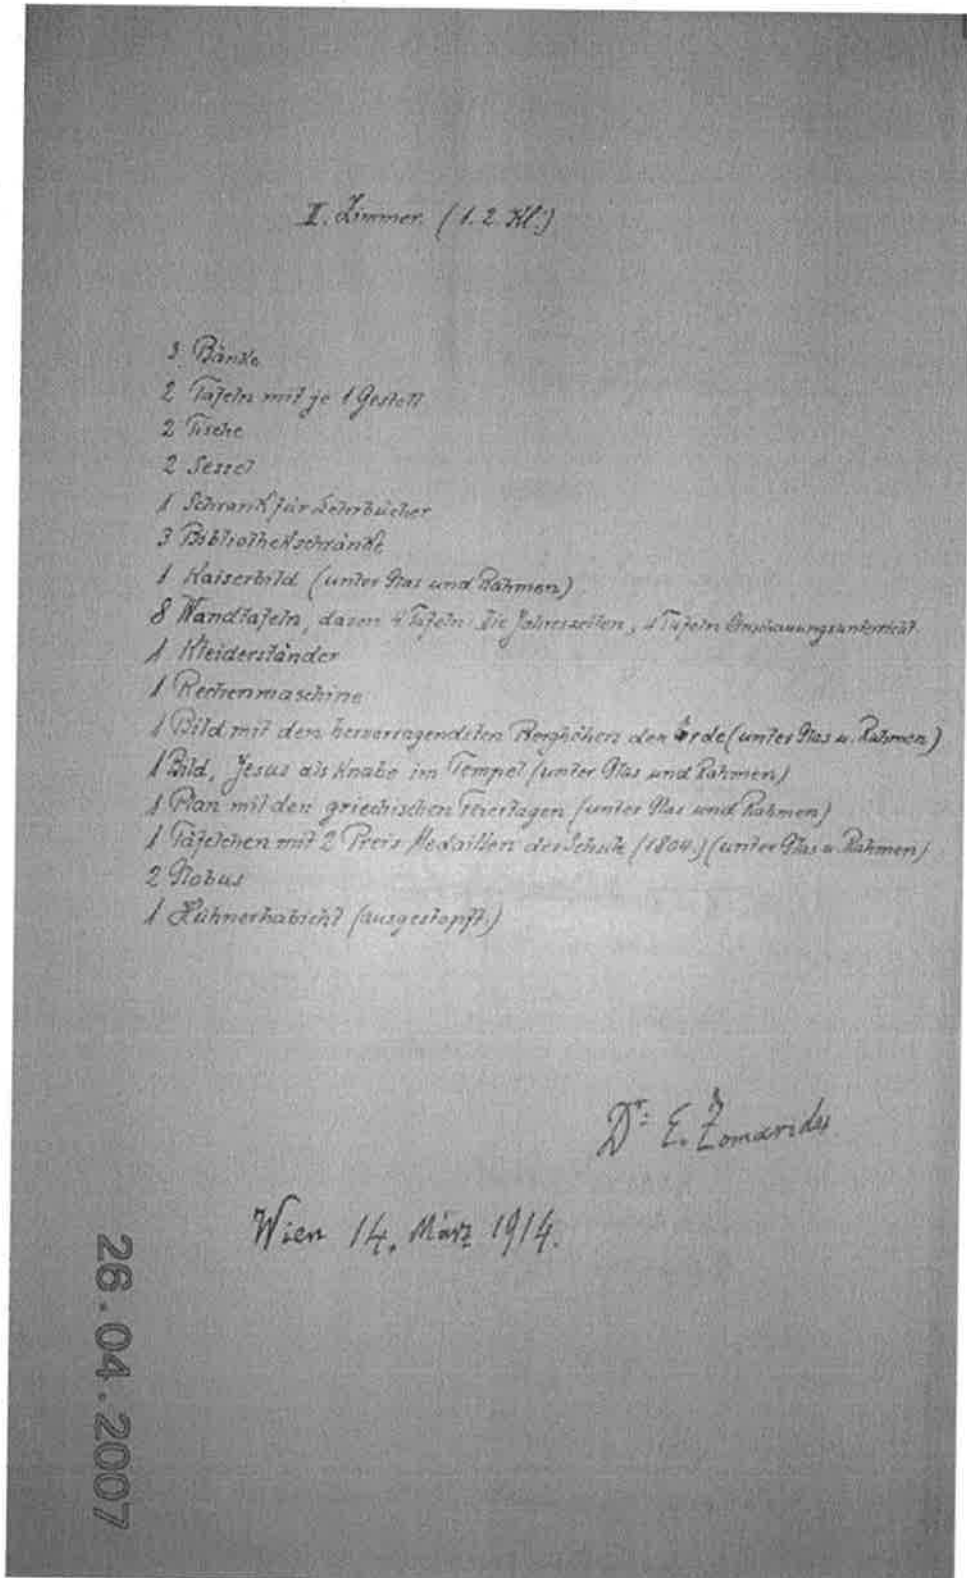 II. Zimmer. (1. 2. Kl.)
3 Bänke
2 Tafeln mit je 1 Gestell
2 Tische
2 Sessel
1 Schrank für Lehrbücher
3 Bibliothekschränke
1 Kaiserbild (unter Glas und Rahmen)
8 Wandtafeln, davon 4 Tafeln: Die Jahreszeiten, 4 Tafeln Anschauungsunterricht
1 Kleiderständer
1 Rechenmaschine
1 Bild mit den hervorragendsten Berghöhen der Erde (unter Glas u. Rahmen)
1 Bild, Jesus als Knabe im Tempel (unter Glas und Rahmen)
1 Plan mit den griechischen Feiertagen (unter Glas und Rahmen)
1 Täfelchen mit 2 Preis Medaillen der Schule (1804.) (unter Glas u. Rahmen)
2 Globus
1 Hühnerhabicht (ausgestopft.)
Dr. E. Zomarides
Wien 14. März 1914.
26.04.2007